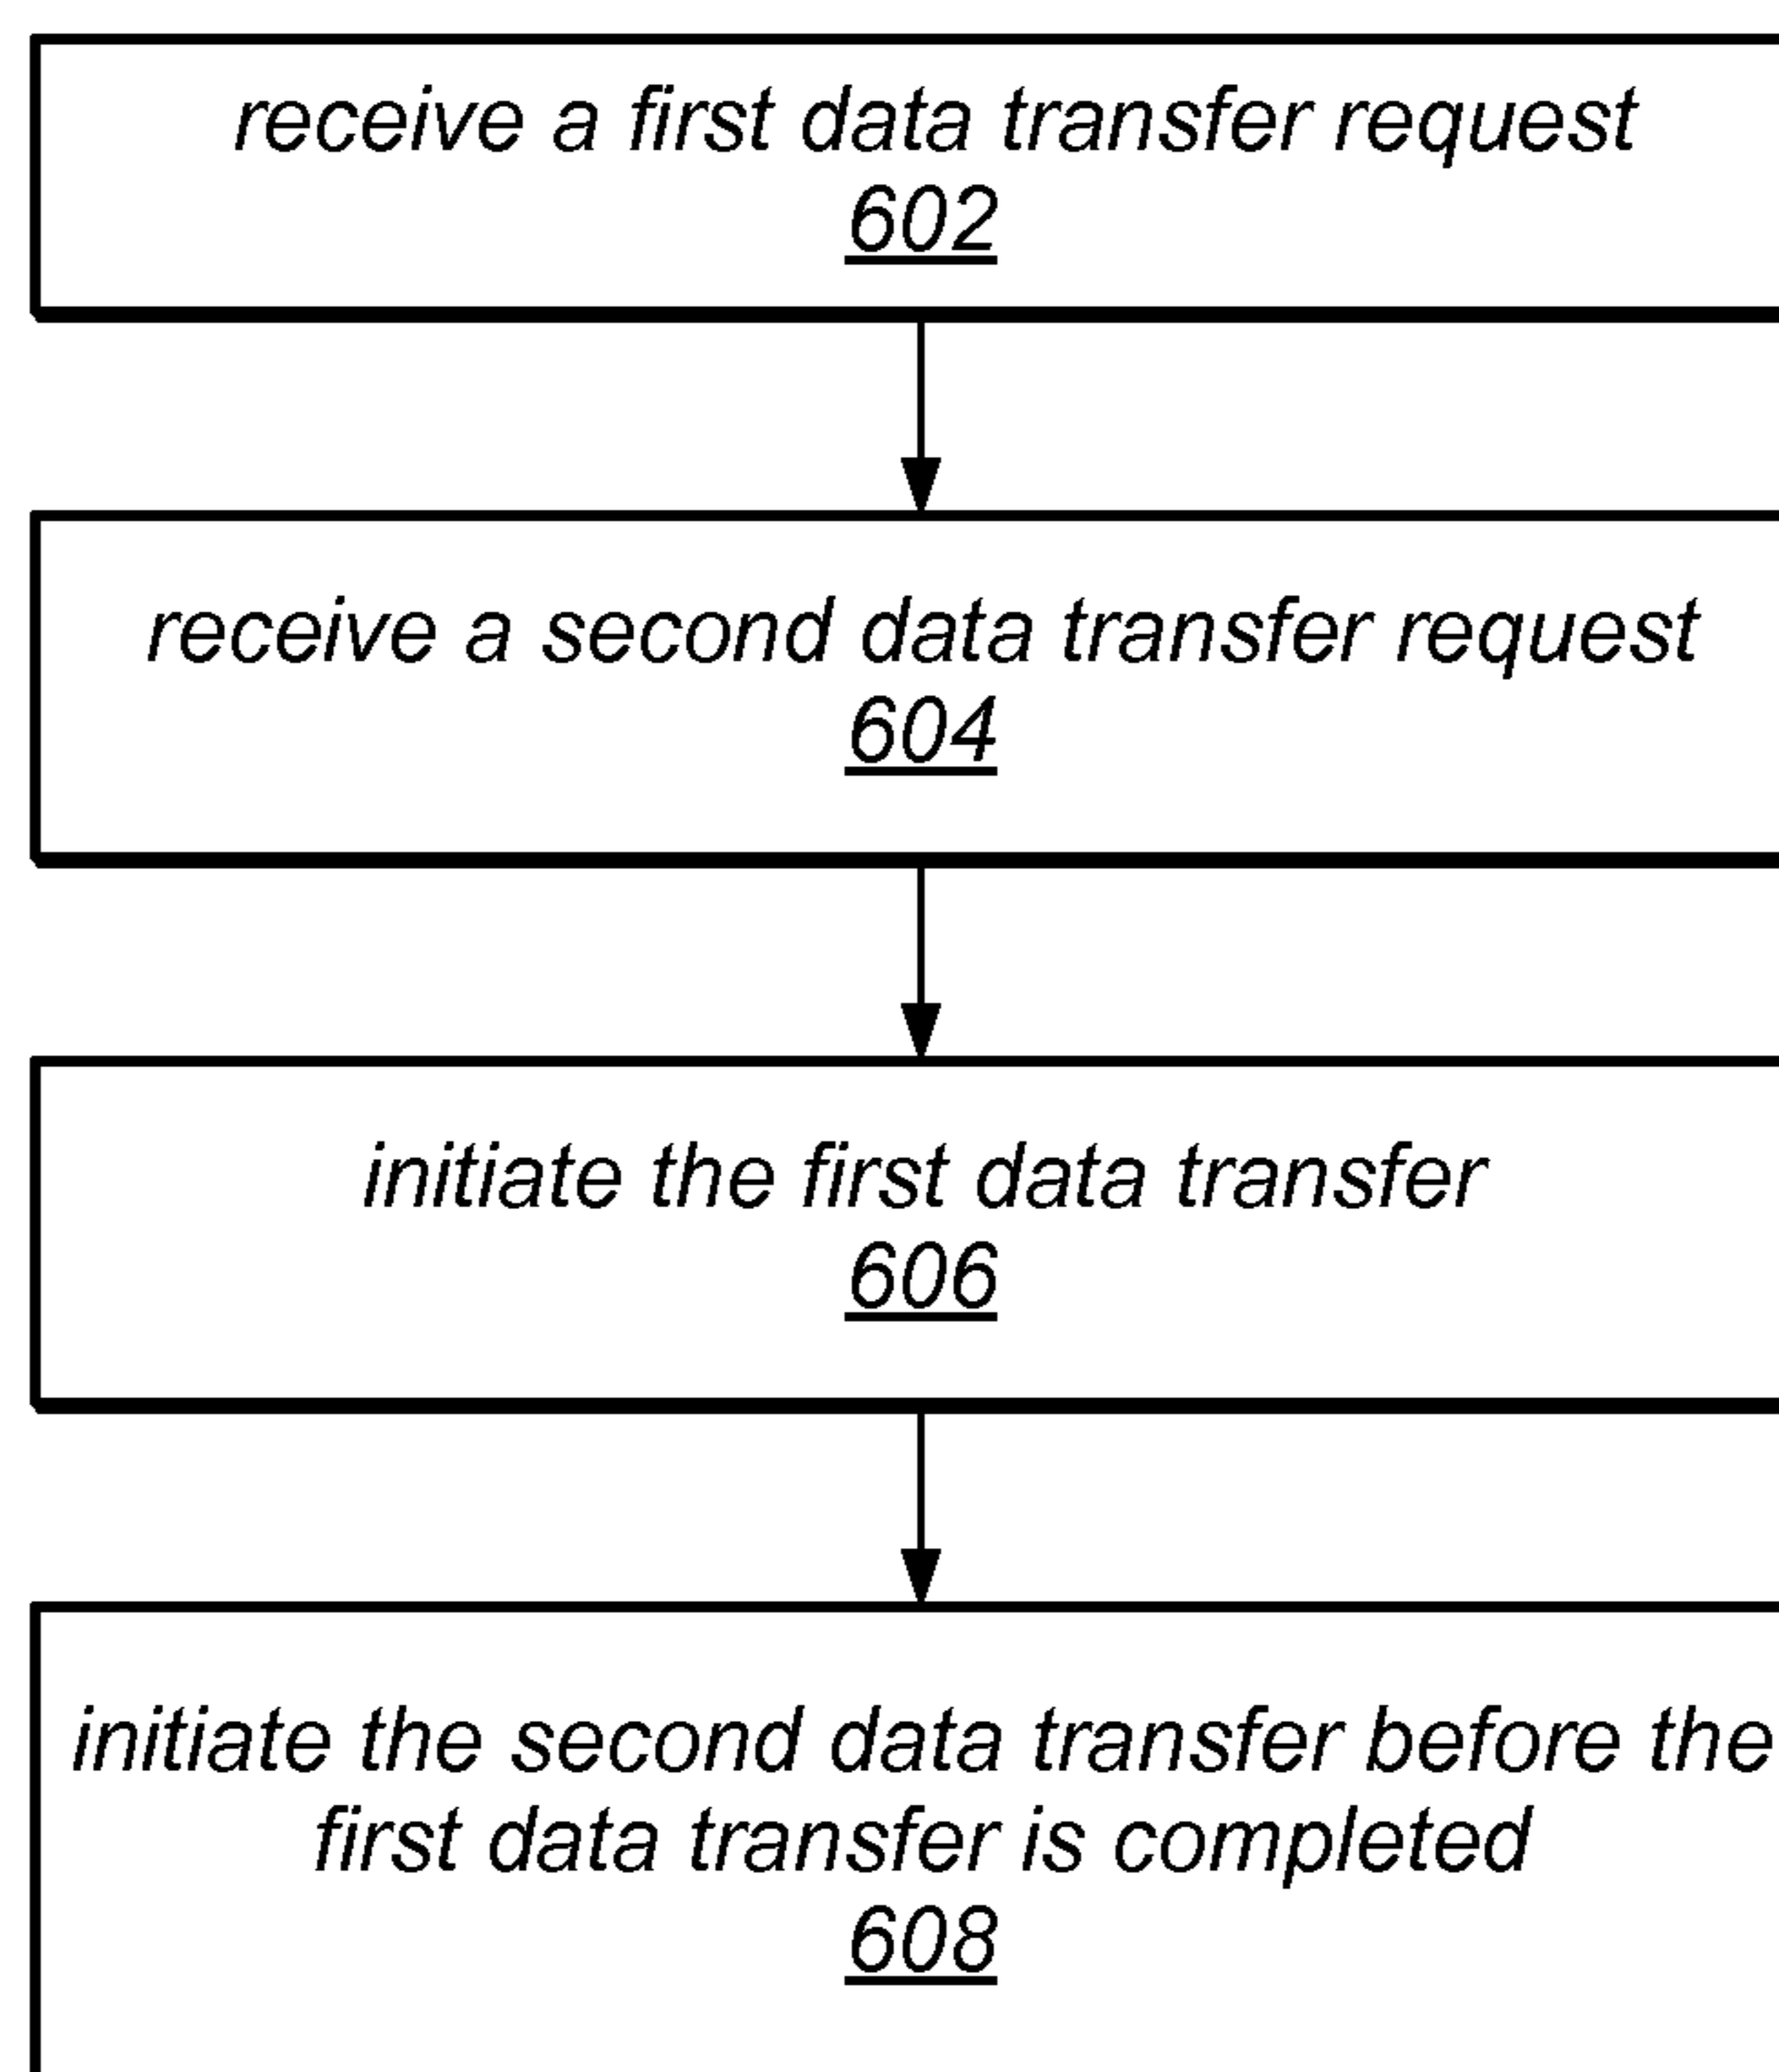 receive a first data transfer request
602
receive a second data transfer request
604
initiate the first data transfer
606
initiate the second data transfer before the
first data transfer is completed
608